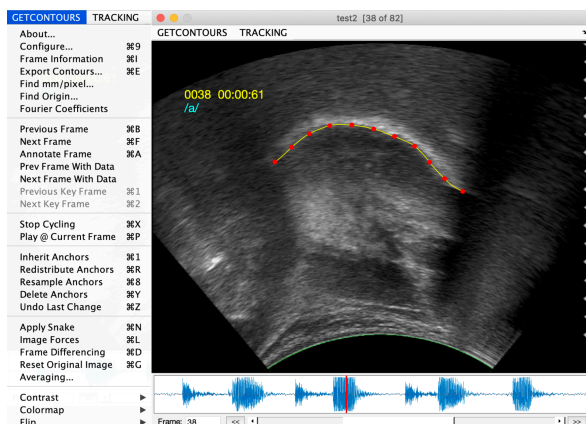 GETCONTOURS TRACKING
About...
Configure... ⌘9
Frame Information ⌘I
Export Contours... ⌘E
Find mm/pixel...
Find Origin...
Fourier Coefficients
Previous Frame ⌘B
Next Frame ⌘F
Annotate Frame ⌘A
Prev Frame With Data
Next Frame With Data
Previous Key Frame ⌘1
Next Key Frame ⌘2
Stop Cycling ⌘X
Play @ Current Frame ⌘P
Inherit Anchors ⌘1
Redistribute Anchors ⌘R
Resample Anchors ⌘8
Delete Anchors ⌘Y
Undo Last Change ⌘Z
Apply Snake ⌘N
Image Forces ⌘L
Frame Differencing ⌘D
Reset Original Image ⌘G
Averaging...
Contrast
Colormap
Flip
test2 [38 of 82]
GETCONTOURS TRACKING
0038 00:00:61
/a/
Frame: 38 << >>